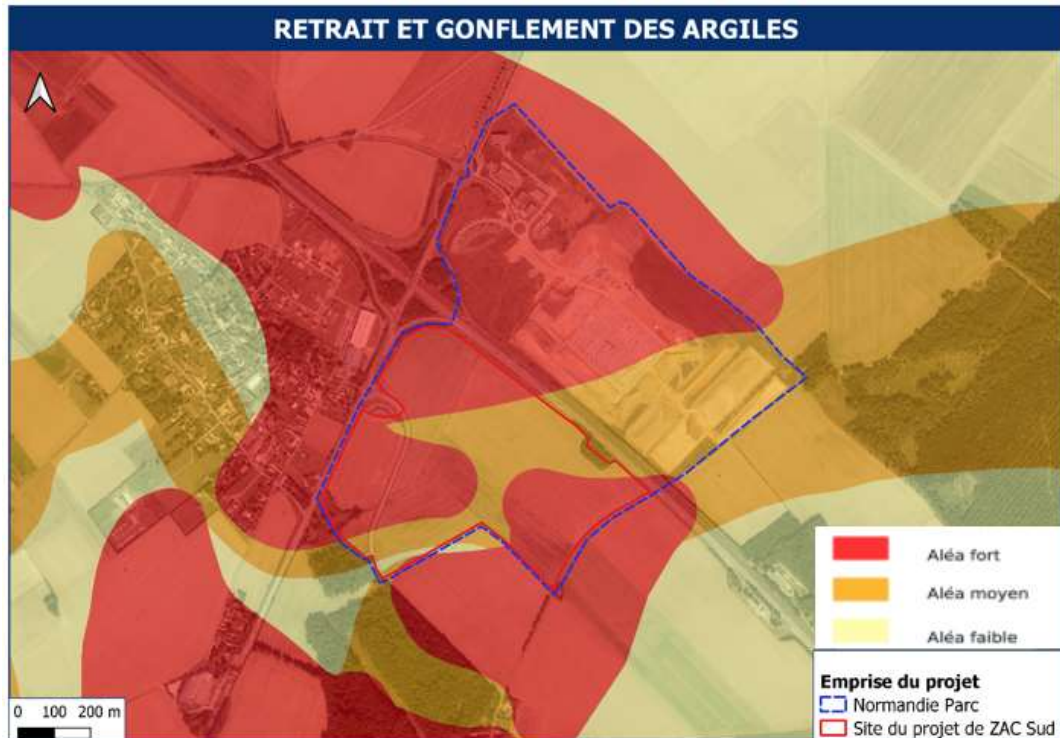 RETRAIT ET GONFLEMENT DES ARGILES
Aléa fort
Aléa moyen
Aléa faible
Emprise du projet
Normandie Parc
Site du projet de ZAC Sud
0 100 200 m